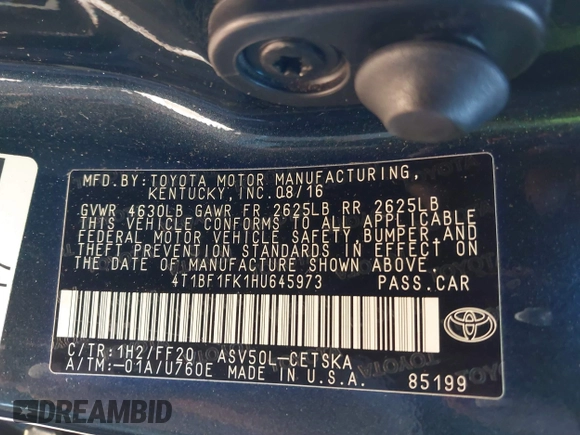 MFD.BY: TOYOTA MOTOR MANUFACTURING,
KENTUCKY, INC. 08/16
GVWR 4630LB GAWR FR 2625LB RR 2625LB
THIS VEHICLE CONFORMS TO ALL APPLICABLE
FEDERAL MOTOR VEHICLE SAFETY, BUMPER AND
THEFT PREVENTION STANDARDS IN EFFECT ON
THE DATE OF MANUFACTURE SHOWN ABOVE.
4T1BF1FK1HU645973 PASS.CAR
C/TR:1H2/FF20 ASV50L-CETSKA
A/TM:-01A/U760E MADE IN U.S.A. 85199
DREAMBID